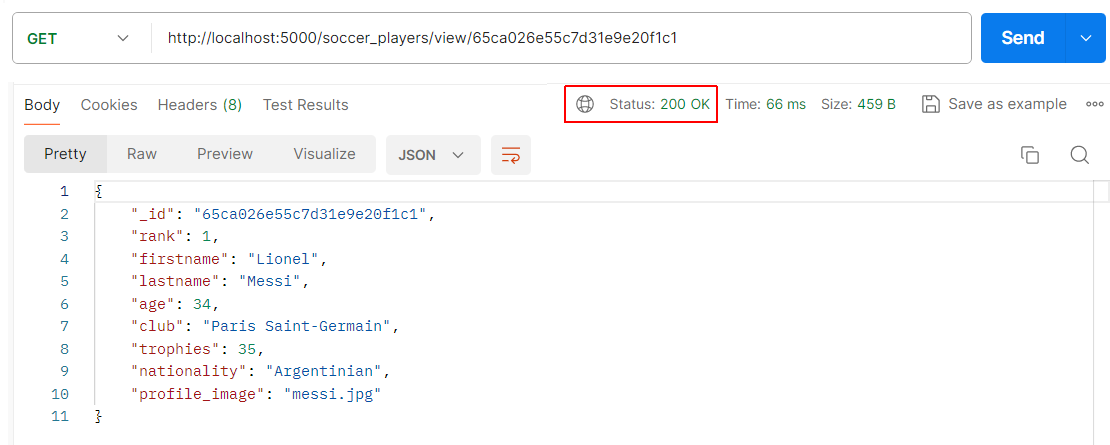 GET http://localhost:5000/soccer_players/view/65ca026e55c7d31e9e20f1c1 Send
Body Cookies Headers (8) Test Results Status: 200 OK Time: 66 ms Size: 459 B Save as example
Pretty Raw Preview Visualize JSON
1 {
2 "_id": "65ca026e55c7d31e9e20f1c1",
3 "rank": 1,
4 "firstname": "Lionel",
5 "lastname": "Messi",
6 "age": 34,
7 "club": "Paris Saint-Germain",
8 "trophies": 35,
9 "nationality": "Argentinian",
10 "profile_image": "messi.jpg"
11 }